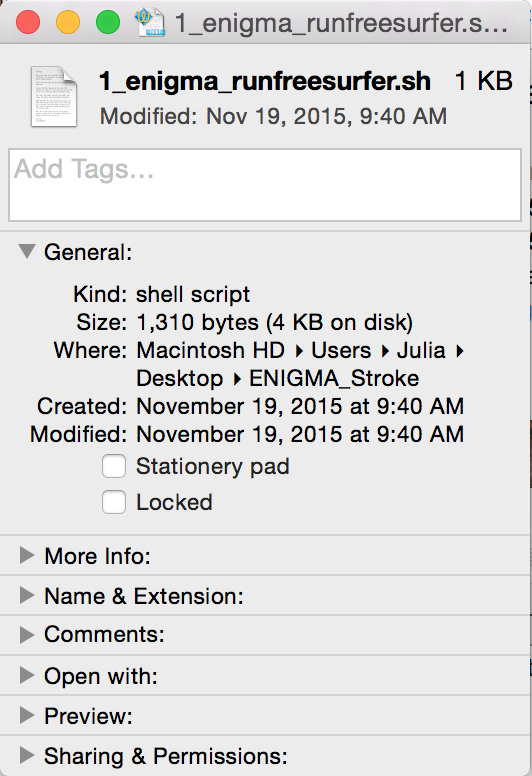 1_enigma_runfreesurfer.s...
1_enigma_runfreesurfer.sh 1 KB
Modified: Nov 19, 2015, 9:40 AM
Add Tags...
General:
Kind: shell script
Size: 1,310 bytes (4 KB on disk)
Where: Macintosh HD ▸ Users ▸ Julia ▸
Desktop ▸ ENIGMA_Stroke
Created: November 19, 2015 at 9:40 AM
Modified: November 19, 2015 at 9:40 AM
Stationery pad
Locked
More Info:
Name & Extension:
Comments:
Open with:
Preview:
Sharing & Permissions: